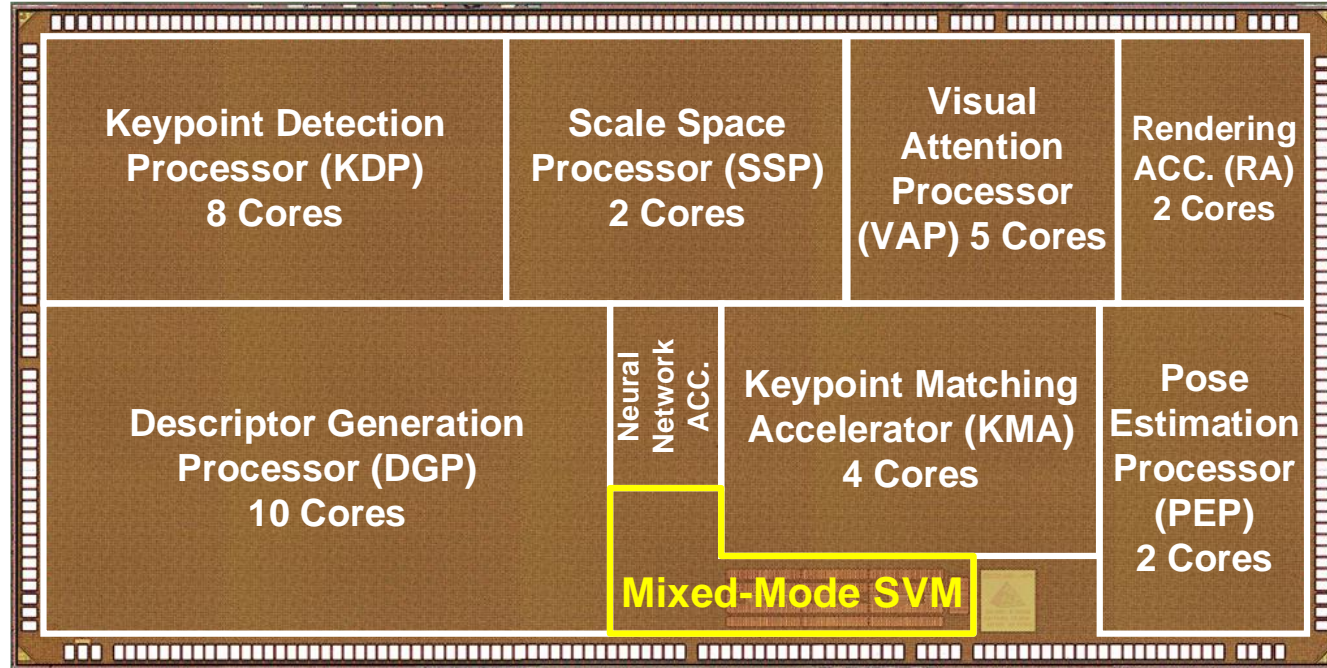 Keypoint Detection
Processor (KDP)
8 Cores
Scale Space
Processor (SSP)
2 Cores
Visual
Attention
Processor
(VAP) 5 Cores
Rendering
ACC. (RA)
2 Cores
Descriptor Generation
Processor (DGP)
10 Cores
Neural
Network
ACC.
Keypoint Matching
Accelerator (KMA)
4 Cores
Pose
Estimation
Processor
(PEP)
2 Cores
Mixed-Mode SVM